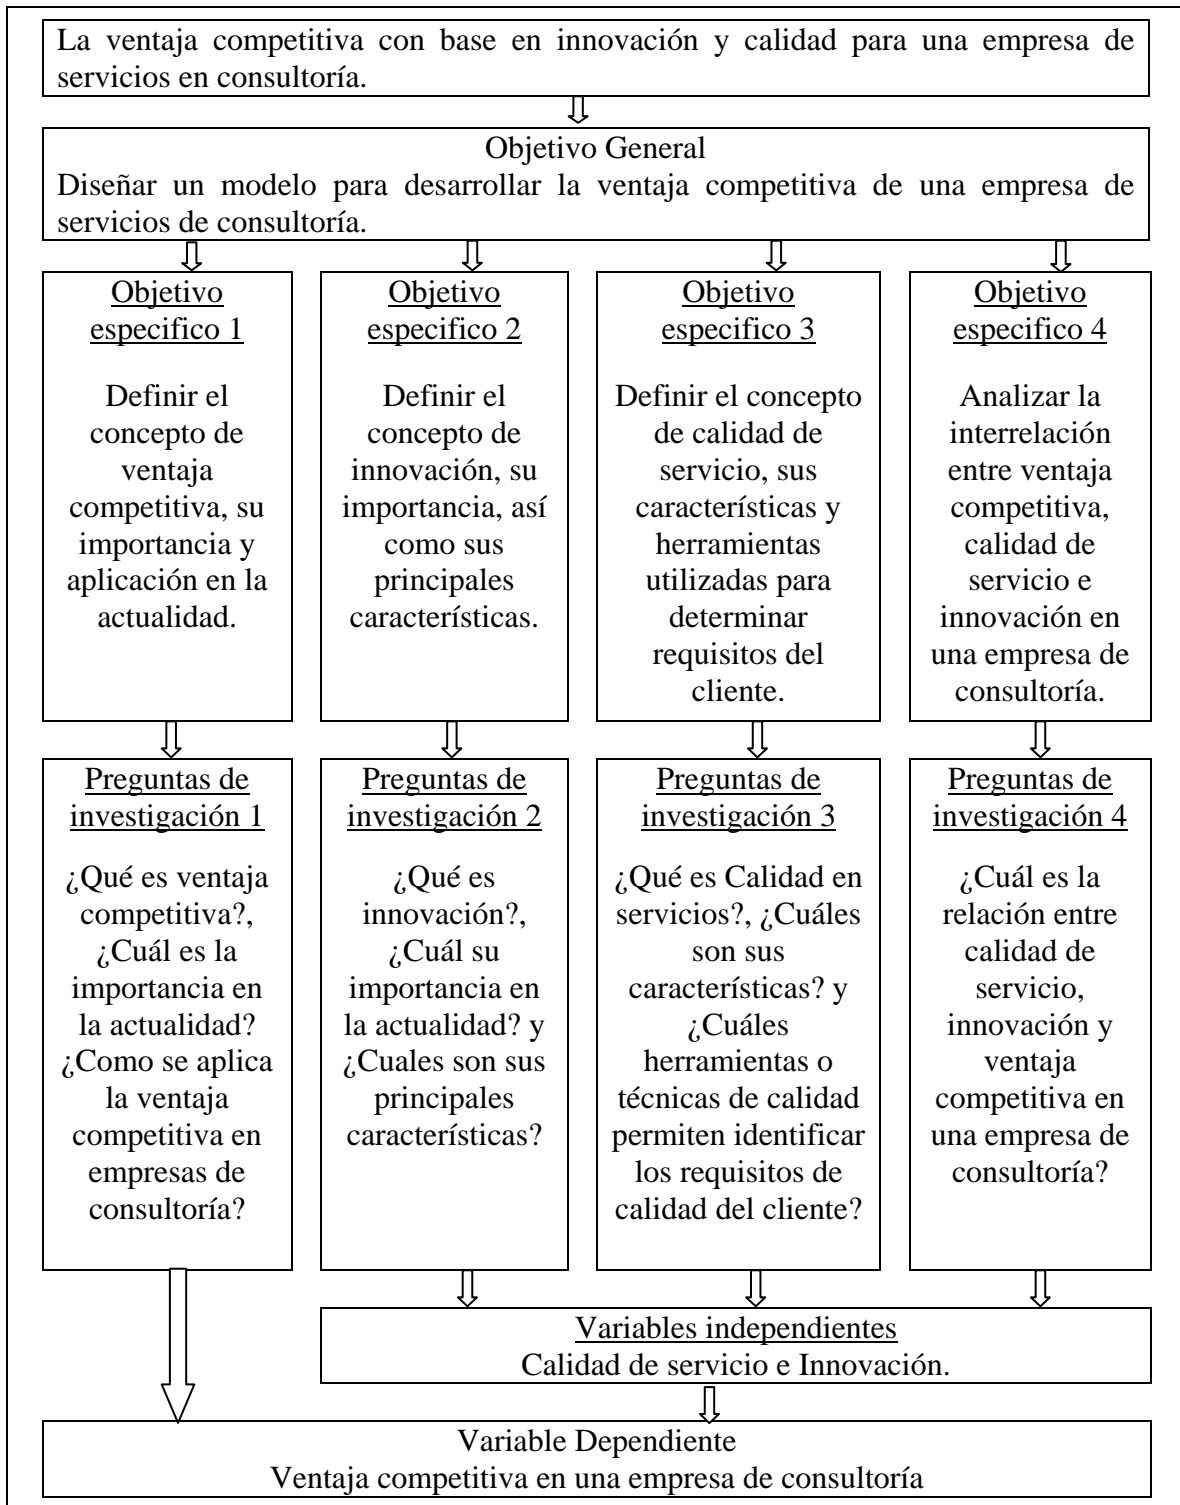 La ventaja competitiva con base en innovación y calidad para una empresa de
servicios en consultoría.
Objetivo General
Diseñar un modelo para desarrollar la ventaja competitiva de una empresa de
servicios de consultoría.
Objetivo
especifico 1
Definir el
concepto de
ventaja
competitiva, su
importancia y
aplicación en la
actualidad.
Objetivo
especifico 2
Definir el
concepto de
innovación, su
importancia, así
como sus
principales
características.
Objetivo
especifico 3
Definir el concepto
de calidad de
servicio, sus
características y
herramientas
utilizadas para
determinar
requisitos del
cliente.
Objetivo
especifico 4
Analizar la
interrelación
entre ventaja
competitiva,
calidad de
servicio e
innovación en
una empresa de
consultoría.
Preguntas de
investigación 1
¿Qué es ventaja
competitiva?,
¿Cuál es la
importancia en
la actualidad?
¿Como se aplica
la ventaja
competitiva en
empresas de
consultoría?
Preguntas de
investigación 2
¿Qué es
innovación?,
¿Cuál su
importancia en
la actualidad? y
¿Cuales son sus
principales
características?
Preguntas de
investigación 3
¿Qué es Calidad en
servicios?, ¿Cuáles
son sus
características? y
¿Cuáles
herramientas o
técnicas de calidad
permiten identificar
los requisitos de
calidad del cliente?
Preguntas de
investigación 4
¿Cuál es la
relación entre
calidad de
servicio,
innovación y
ventaja
competitiva en
una empresa de
consultoría?
Variables independientes
Calidad de servicio e Innovación.
Variable Dependiente
Ventaja competitiva en una empresa de consultoría